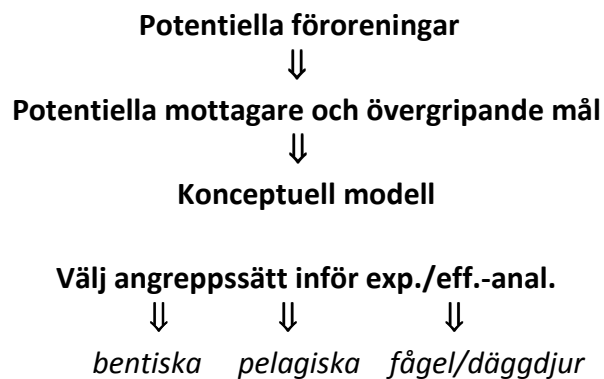 Potentiella föroreningar
⇓
Potentiella mottagare och övergripande mål
⇓
Konceptuell modell
Välj angreppssätt inför exp./eff.-anal.
⇓ ⇓ ⇓
bentiska pelagiska fågel/däggdjur